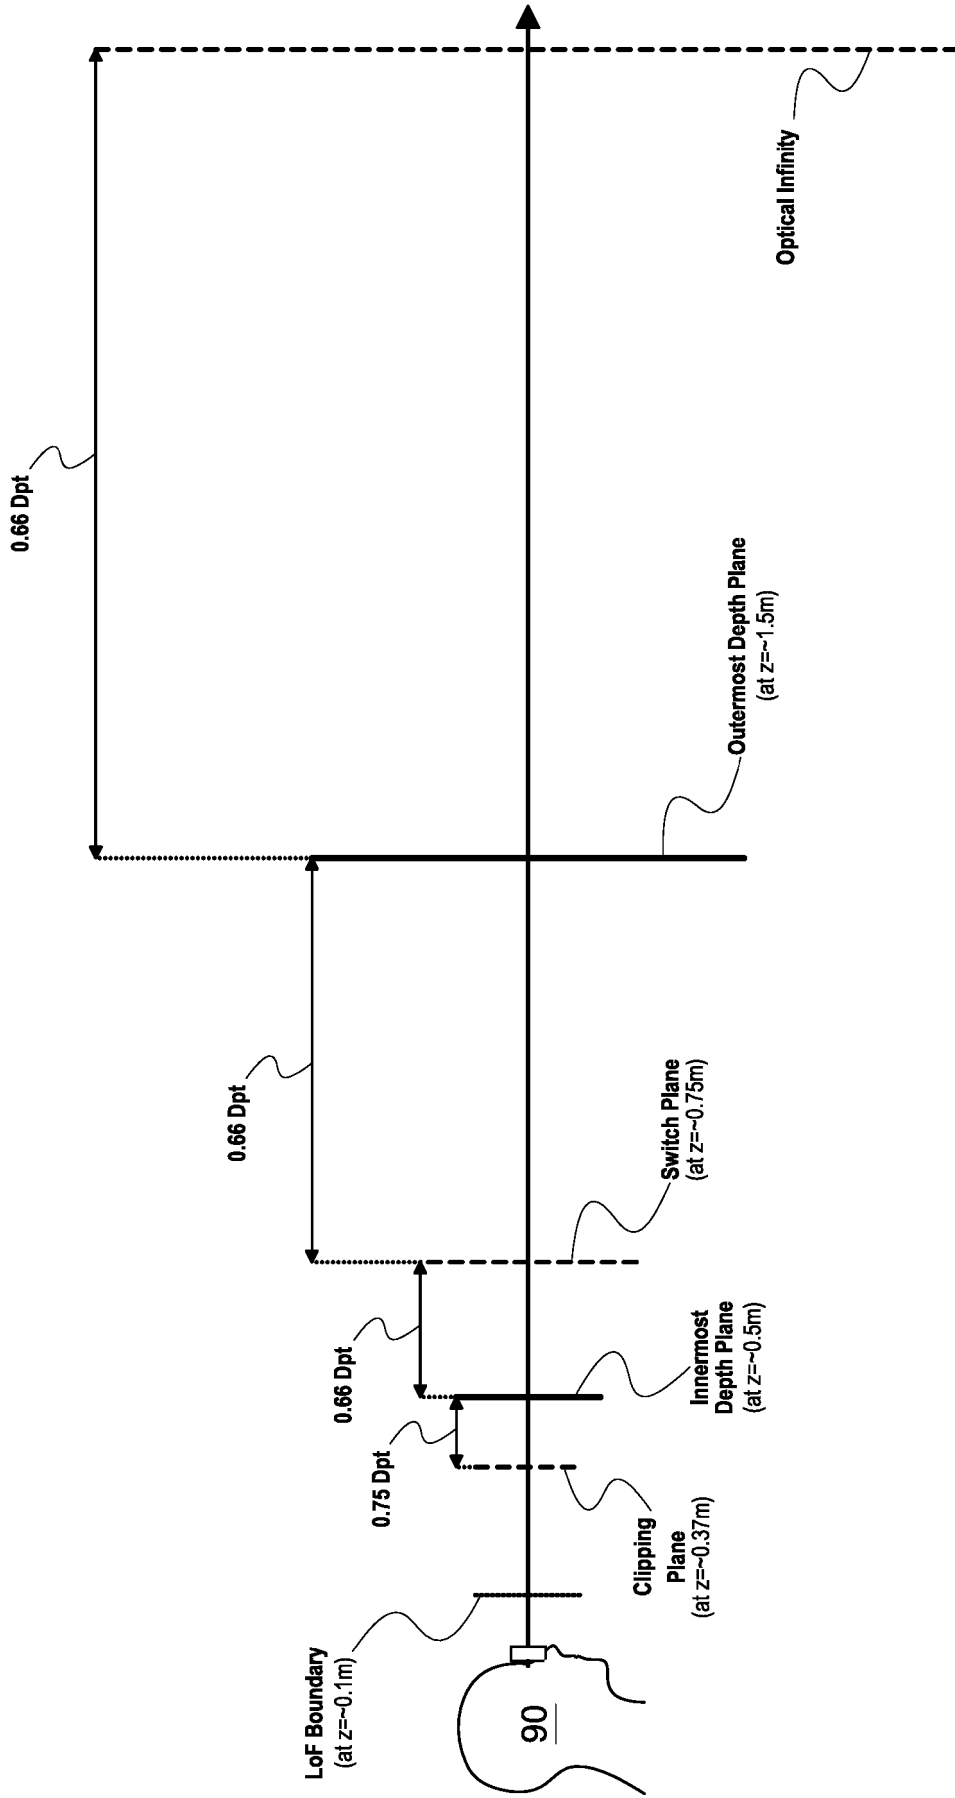 0.66 Dpt
0.66 Dpt
0.66 Dpt
0.75 Dpt
LoF Boundary
(at z=~0.1m)
90
Clipping
Plane
(at z=~0.37m)
Innermost
Depth Plane
(at z=~0.5m)
Switch Plane
(at z=~0.75m)
Outermost Depth Plane
(at z=~1.5m)
Optical Infinity